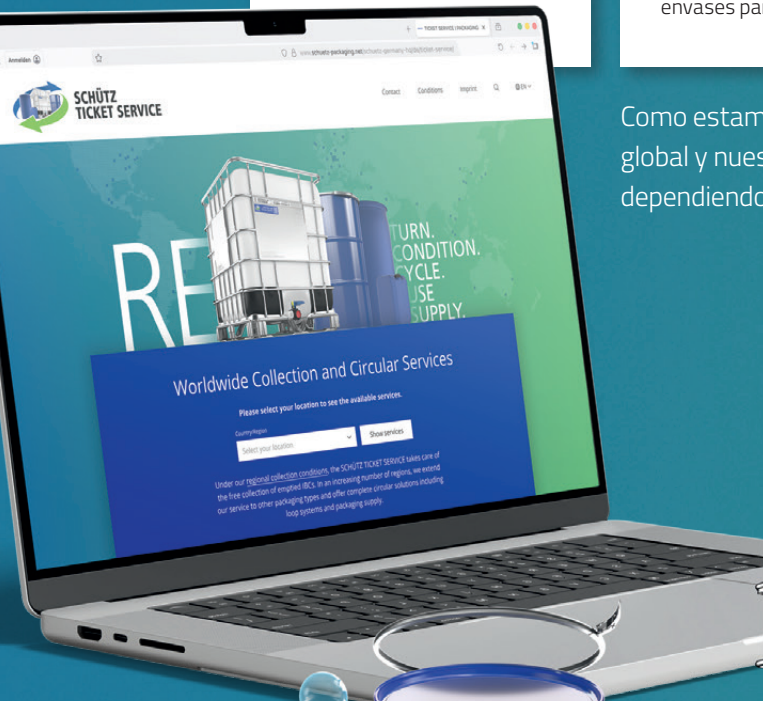 envases par
Como estam
global y nues
dependiendo
TICKET SERVICE | PACKAGING
Anmelden
www.schuetz-packaging.net/schuetz-germany-hq/de/ticket-service/
SCHÜTZ
TICKET SERVICE
Contact Conditions Imprint EN
RE
TURN.
CONDITION.
CYCLE.
USE
SUPPLY.
Worldwide Collection and Circular Services
Please select your location to see the available services.
Country/Region
Select your location
Show services
Under our regional collection conditions, the SCHÜTZ TICKET SERVICE takes care of
the free collection of emptied IBCs. In an increasing number of regions, we extend
our service to other packaging types and offer complete circular solutions including
loop systems and packaging supply.